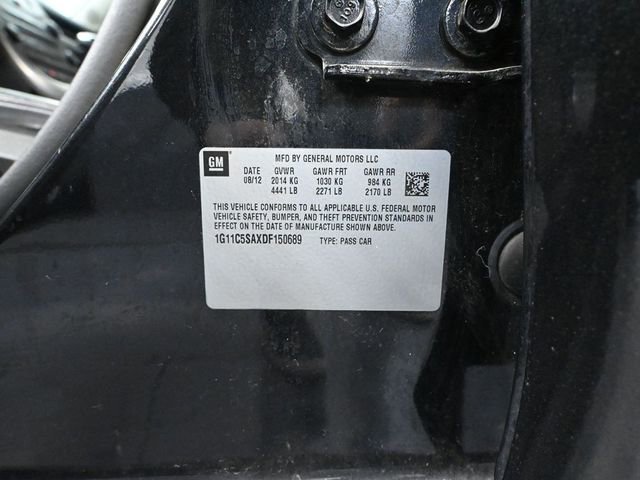 GM
MFD BY GENERAL MOTORS LLC
DATE GVWR GAWR FRT GAWR RR
08/12 2014 KG 1030 KG 984 KG
4441 LB 2271 LB 2170 LB
THIS VEHICLE CONFORMS TO ALL APPLICABLE U.S. FEDERAL MOTOR
VEHICLE SAFETY, BUMPER, AND THEFT PREVENTION STANDARDS IN
EFFECT ON THE DATE OF MANUFACTURE SHOWN ABOVE.
1G11C5SAXDF150689 TYPE: PASS CAR